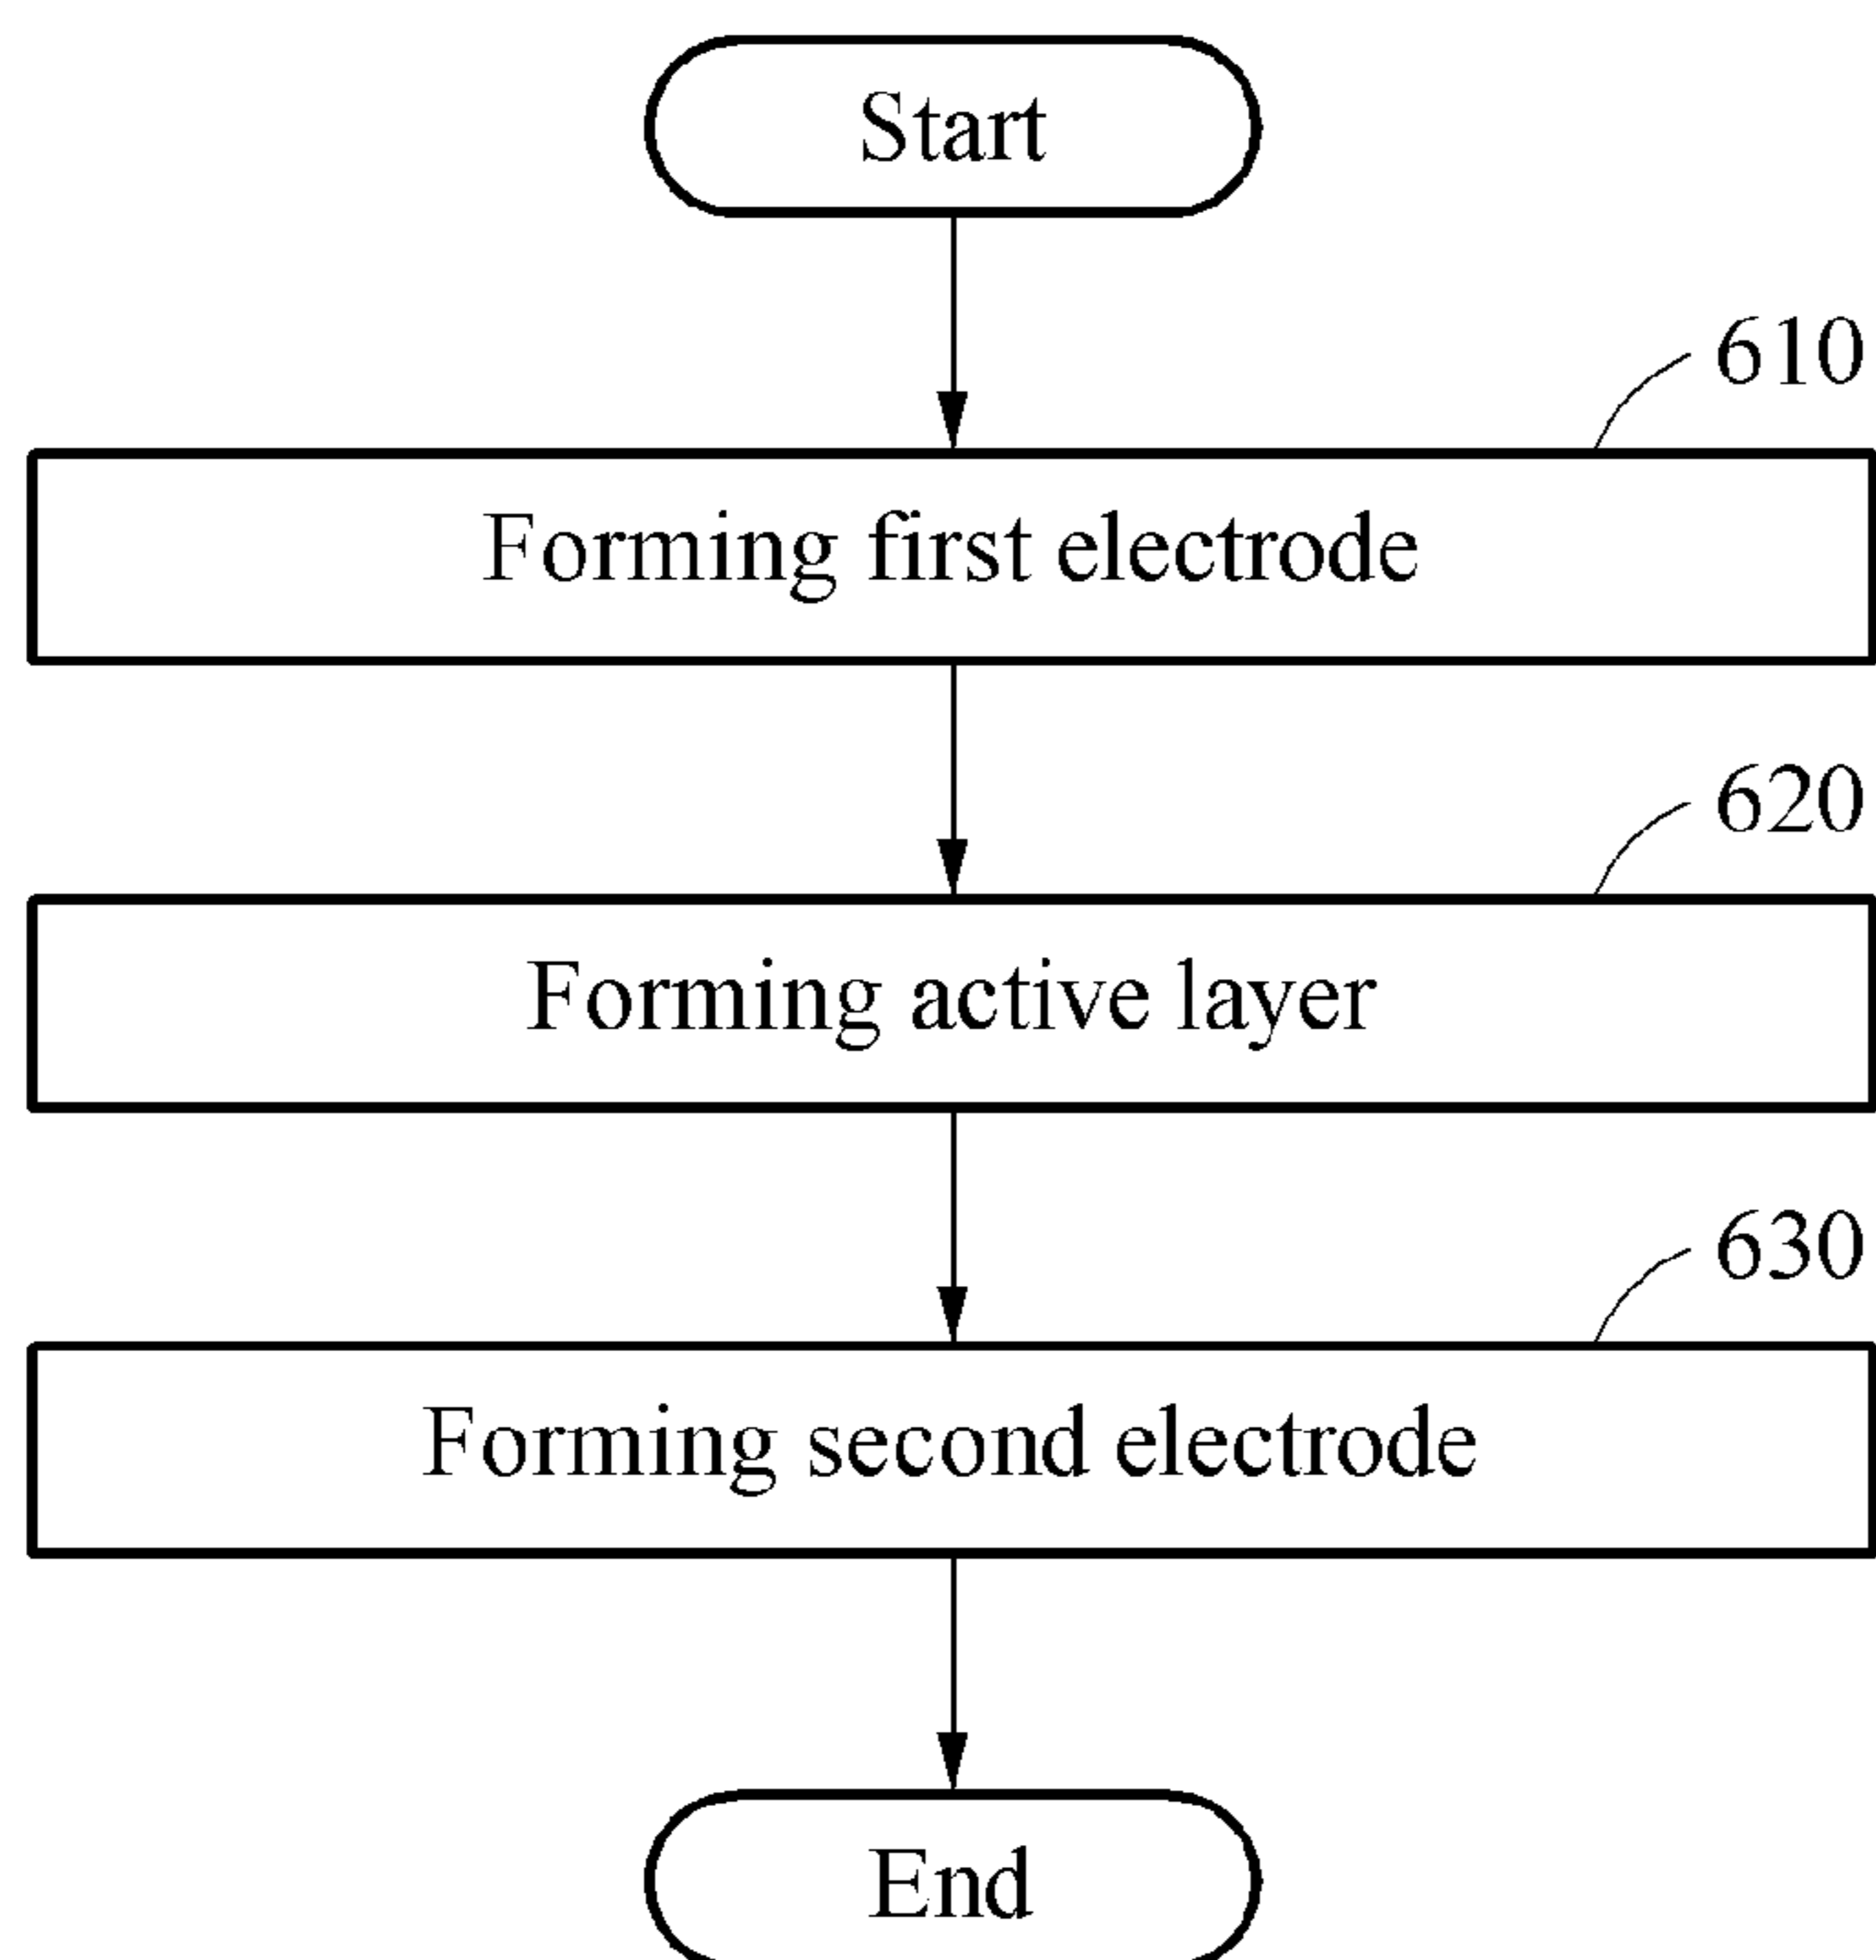 Start
610
Forming first electrode
620
Forming active layer
630
Forming second electrode
End